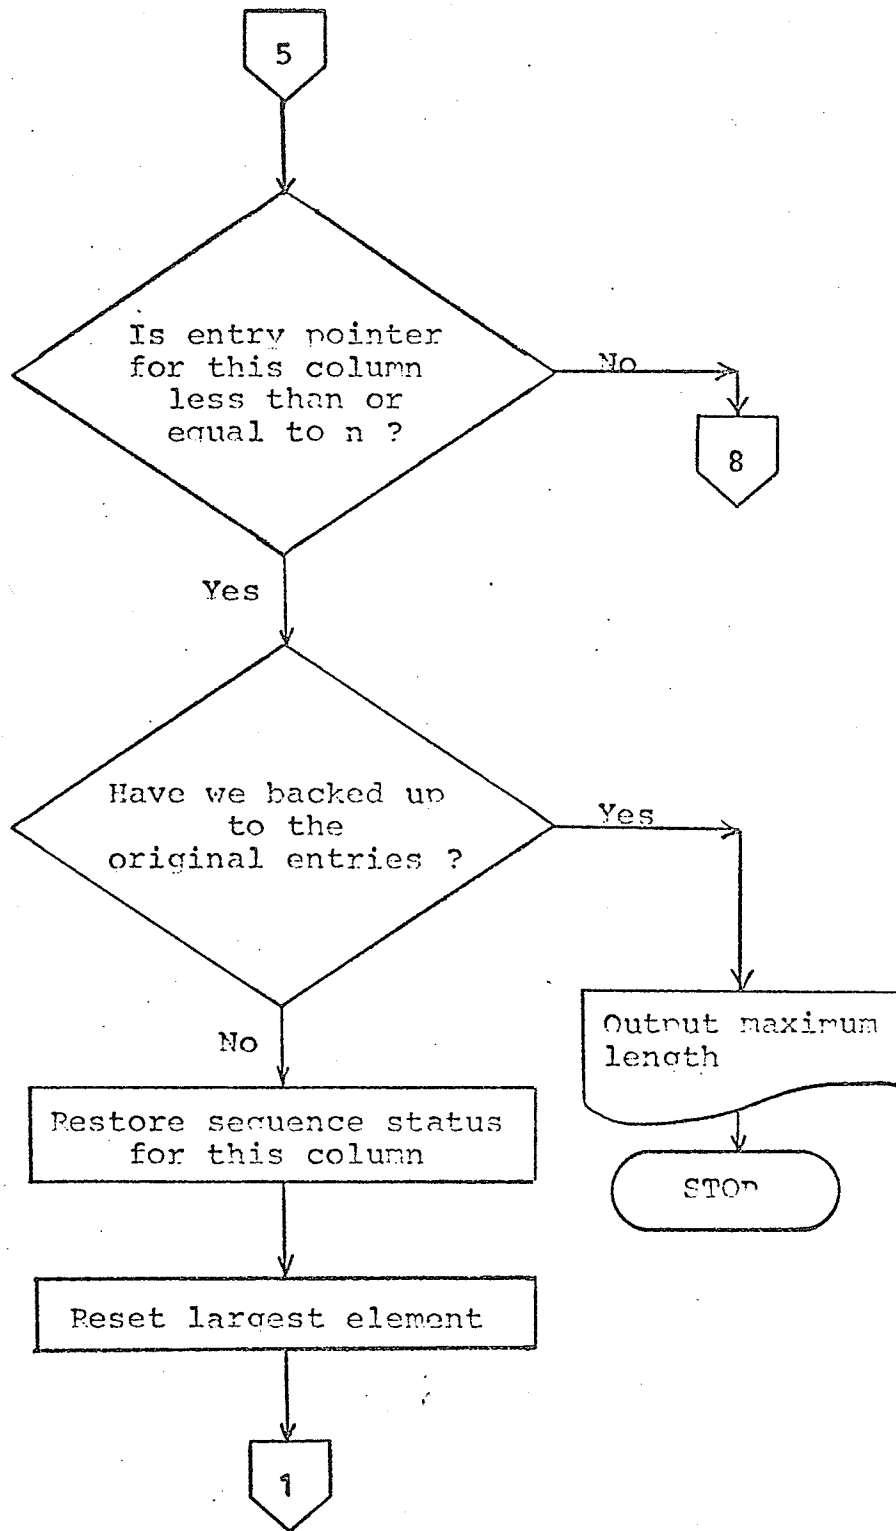 5
Is entry pointer
for this column
less than or
equal to n ?
No
8
Yes
Have we backed up
to the
original entries ?
Yes
No
Output maximum
length
Restore sequence status
for this column
STOP
Reset largest element
1